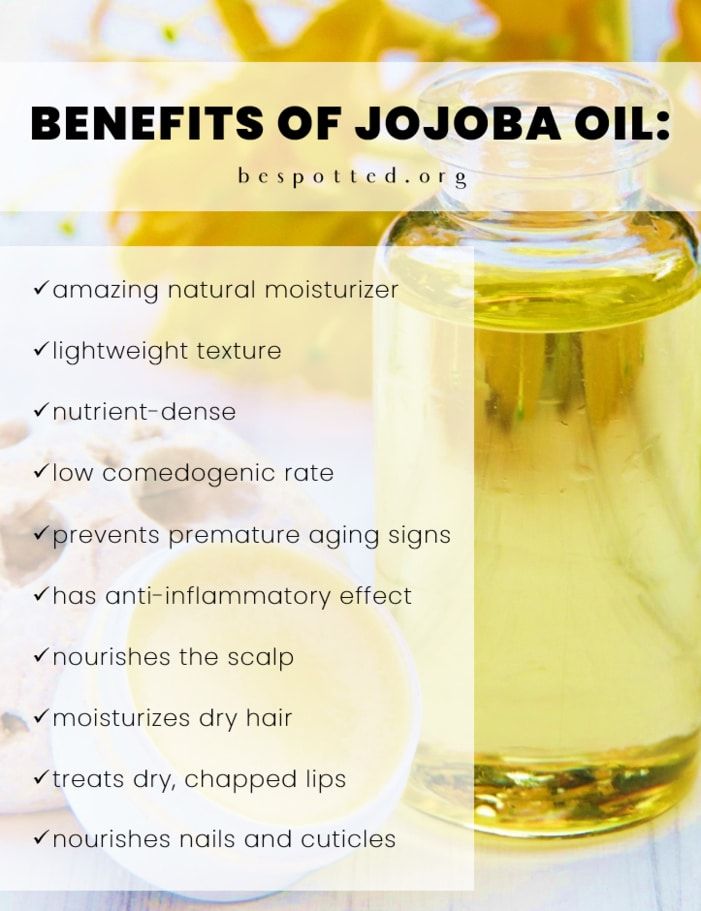 BENEFITS OF JOJOBA OIL:
bespotted.org
✓amazing natural moisturizer
✓lightweight texture
✓nutrient-dense
✓low comedogenic rate
✓prevents premature aging signs
✓has anti-inflammatory effect
✓nourishes the scalp
✓moisturizes dry hair
✓treats dry, chapped lips
✓nourishes nails and cuticles